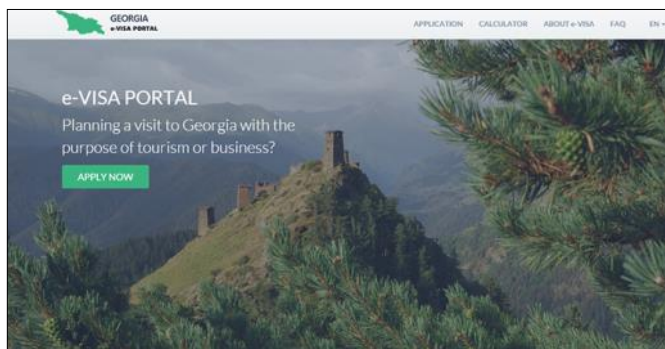 GEORGIA
e-VISA PORTAL
APPLICATION CALCULATOR ABOUT e-VISA FAQ EN
e-VISA PORTAL
Planning a visit to Georgia with the
purpose of tourism or business?
APPLY NOW